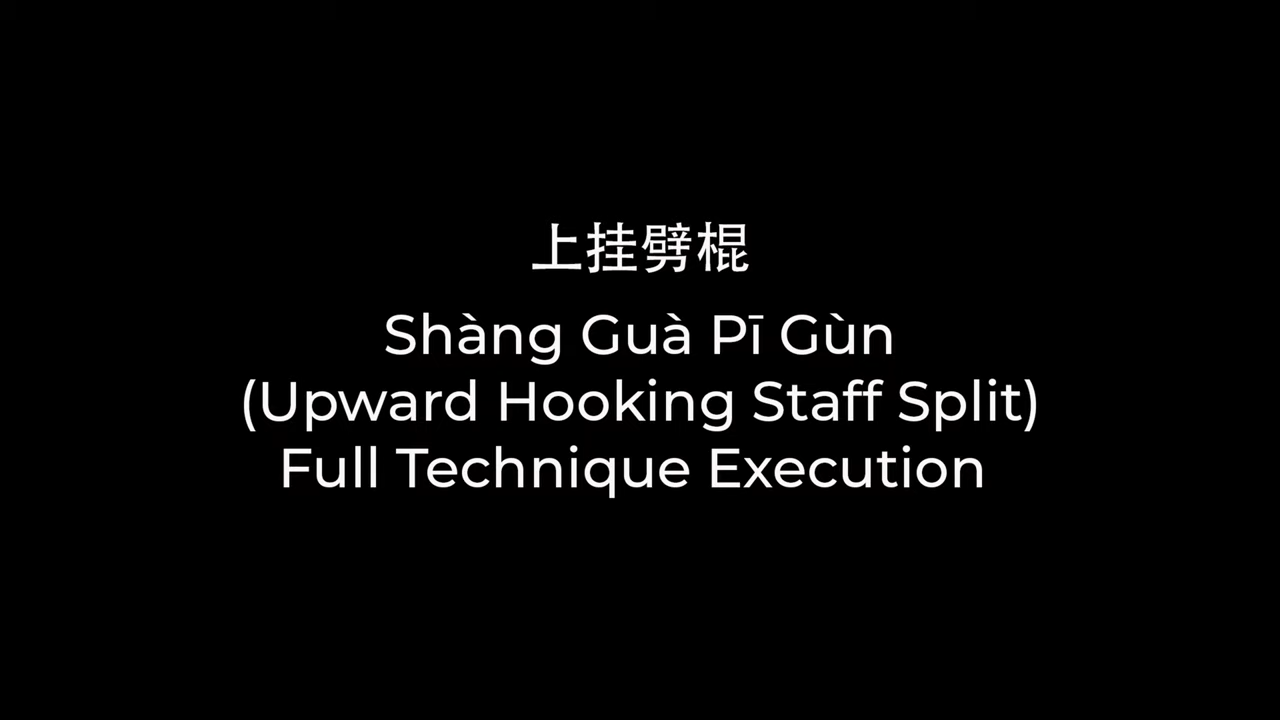 上挂劈棍
Shàng Guà Pī Gùn
(Upward Hooking Staff Split)
Full Technique Execution